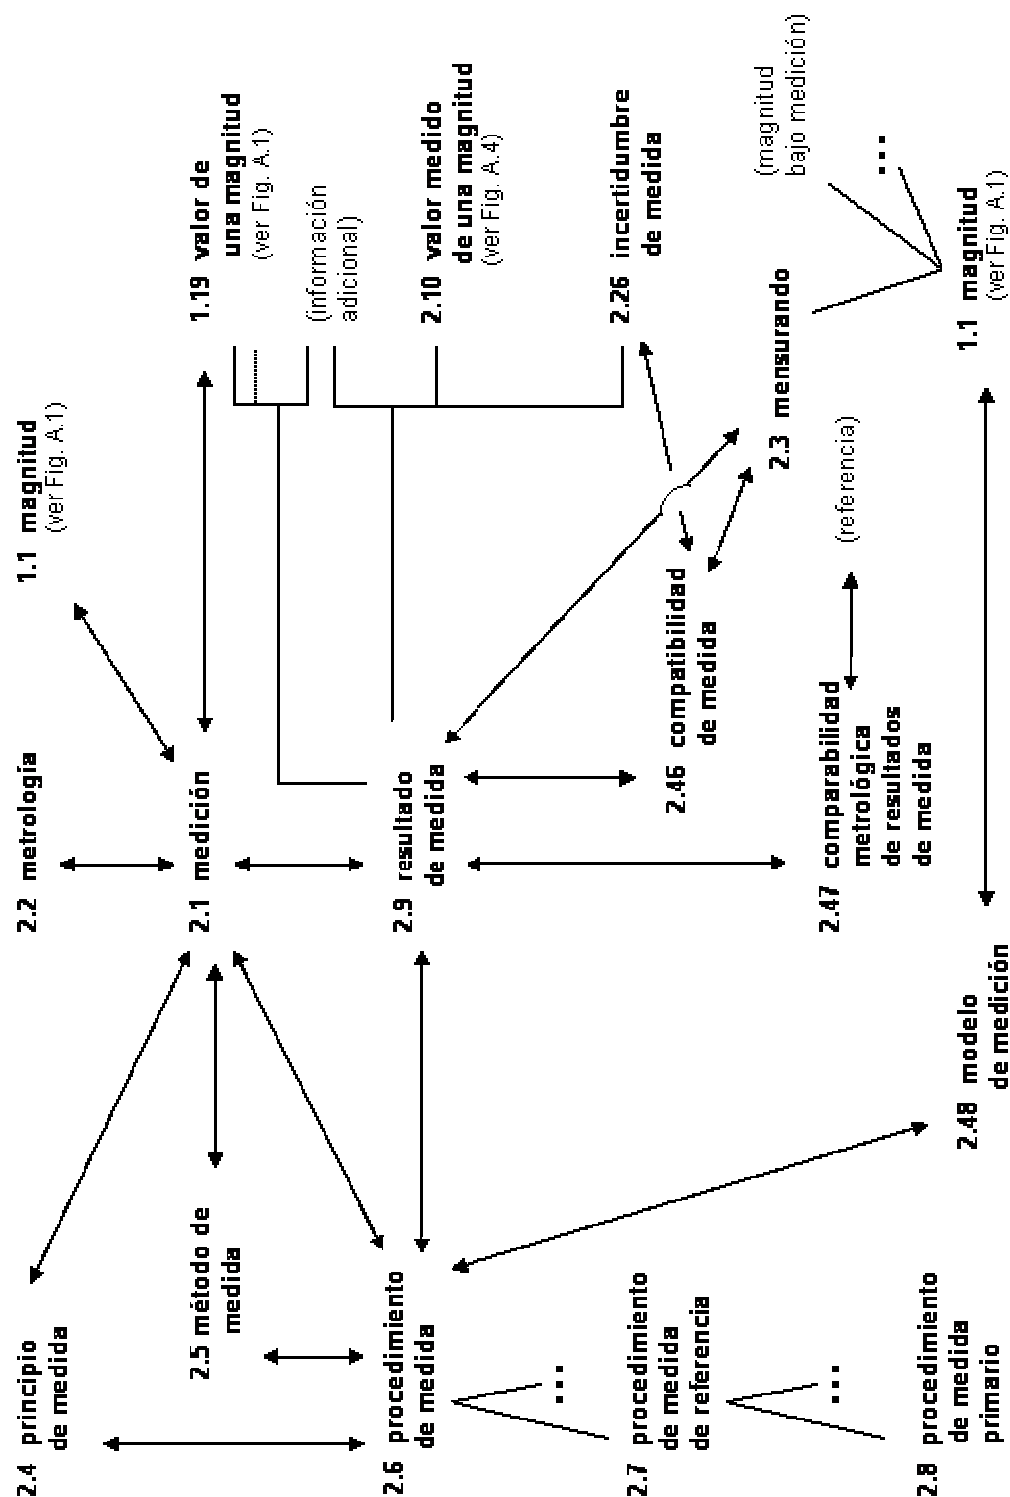 2.4 principio
de medida
2.2 metrología
1.1 magnitud
(ver Fig. A.1)
2.5 método de
medida
2.1 medición
1.19 valor de
una magnitud
(ver Fig. A.1)
(información
adicional)
2.6 procedimiento
de medida
2.9 resultado
de medida
2.10 valor medido
de una magnitud
(ver Fig. A.4)
2.26 incertidumbre
de medida
...
2.7 procedimiento
de medida
de referencia
2.46 compatibilidad
de medida
2.3 mensurando
(magnitud
bajo medición)
...
...
2.47 comparabilidad
metrológica
de resultados
de medida
(referencia)
2.8 procedimiento
de medida
primario
2.48 modelo
de medición
1.1 magnitud
(ver Fig. A.1)